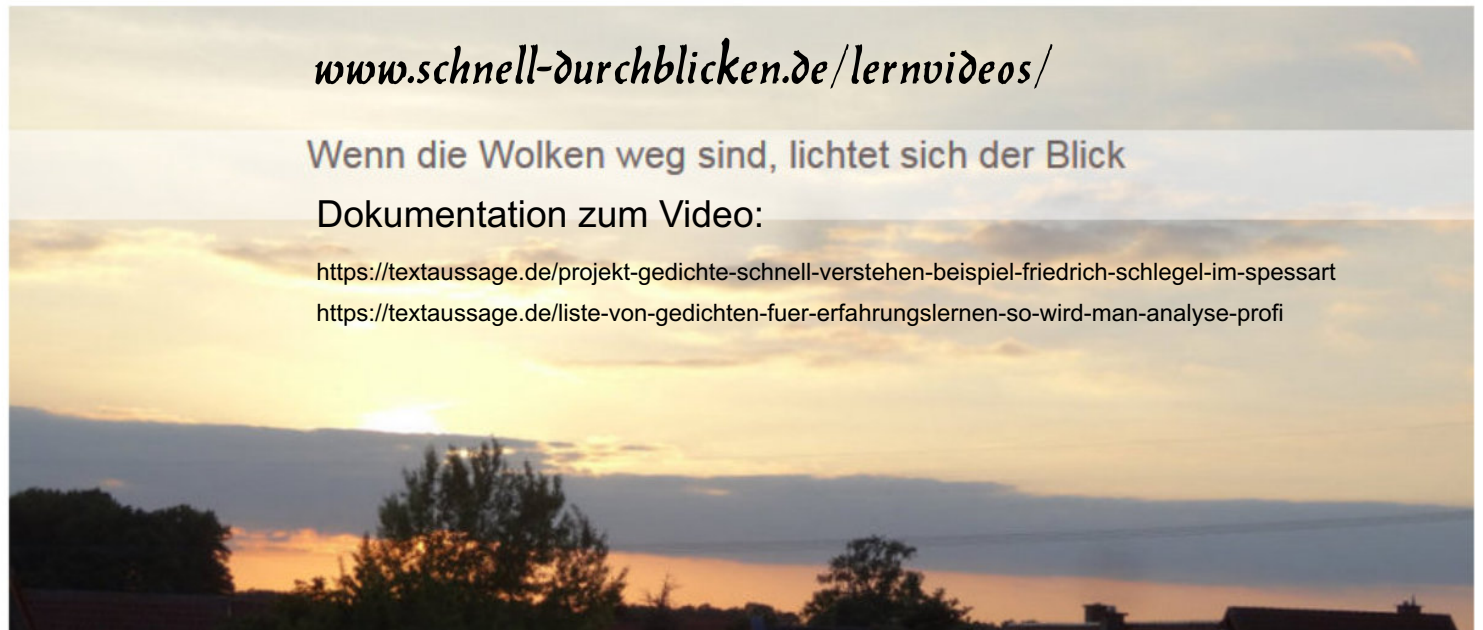 www.schnell-durchblicken.de/lernvideos/
Wenn die Wolken weg sind, lichtet sich der Blick
Dokumentation zum Video:
https://textaussage.de/projekt-gedichte-schnell-verstehen-beispiel-friedrich-schlegel-im-spessart
https://textaussage.de/liste-von-gedichten-fuer-erfahrungslernen-so-wird-man-analyse-profi